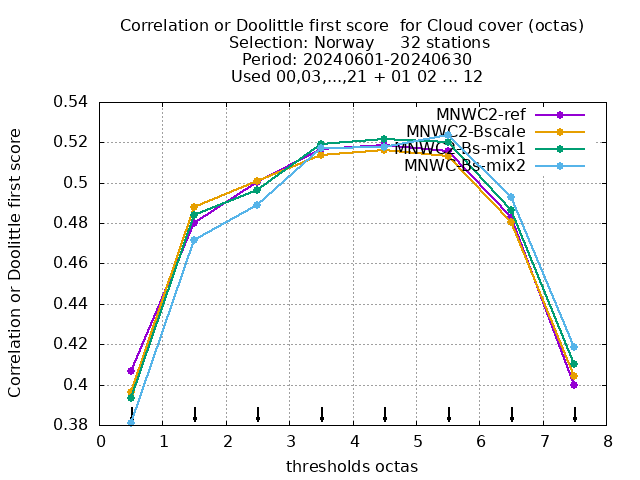 Correlation or Doolittle first score  for Cloud cover (octas)
Selection: Norway     32 stations
Period: 20240601-20240630
Used 00,03,...,21 + 01 02 ... 12
Correlation or Doolittle first score
0.54
0.52
0.5
0.48
0.46
0.44
0.42
0.4
0.38
MNWC2-ref
MNWC2-Bscale
MNWC-Bs-mix1
MNWC-Bs-mix2
0 1 2 3 4 5 6 7 8
thresholds octas